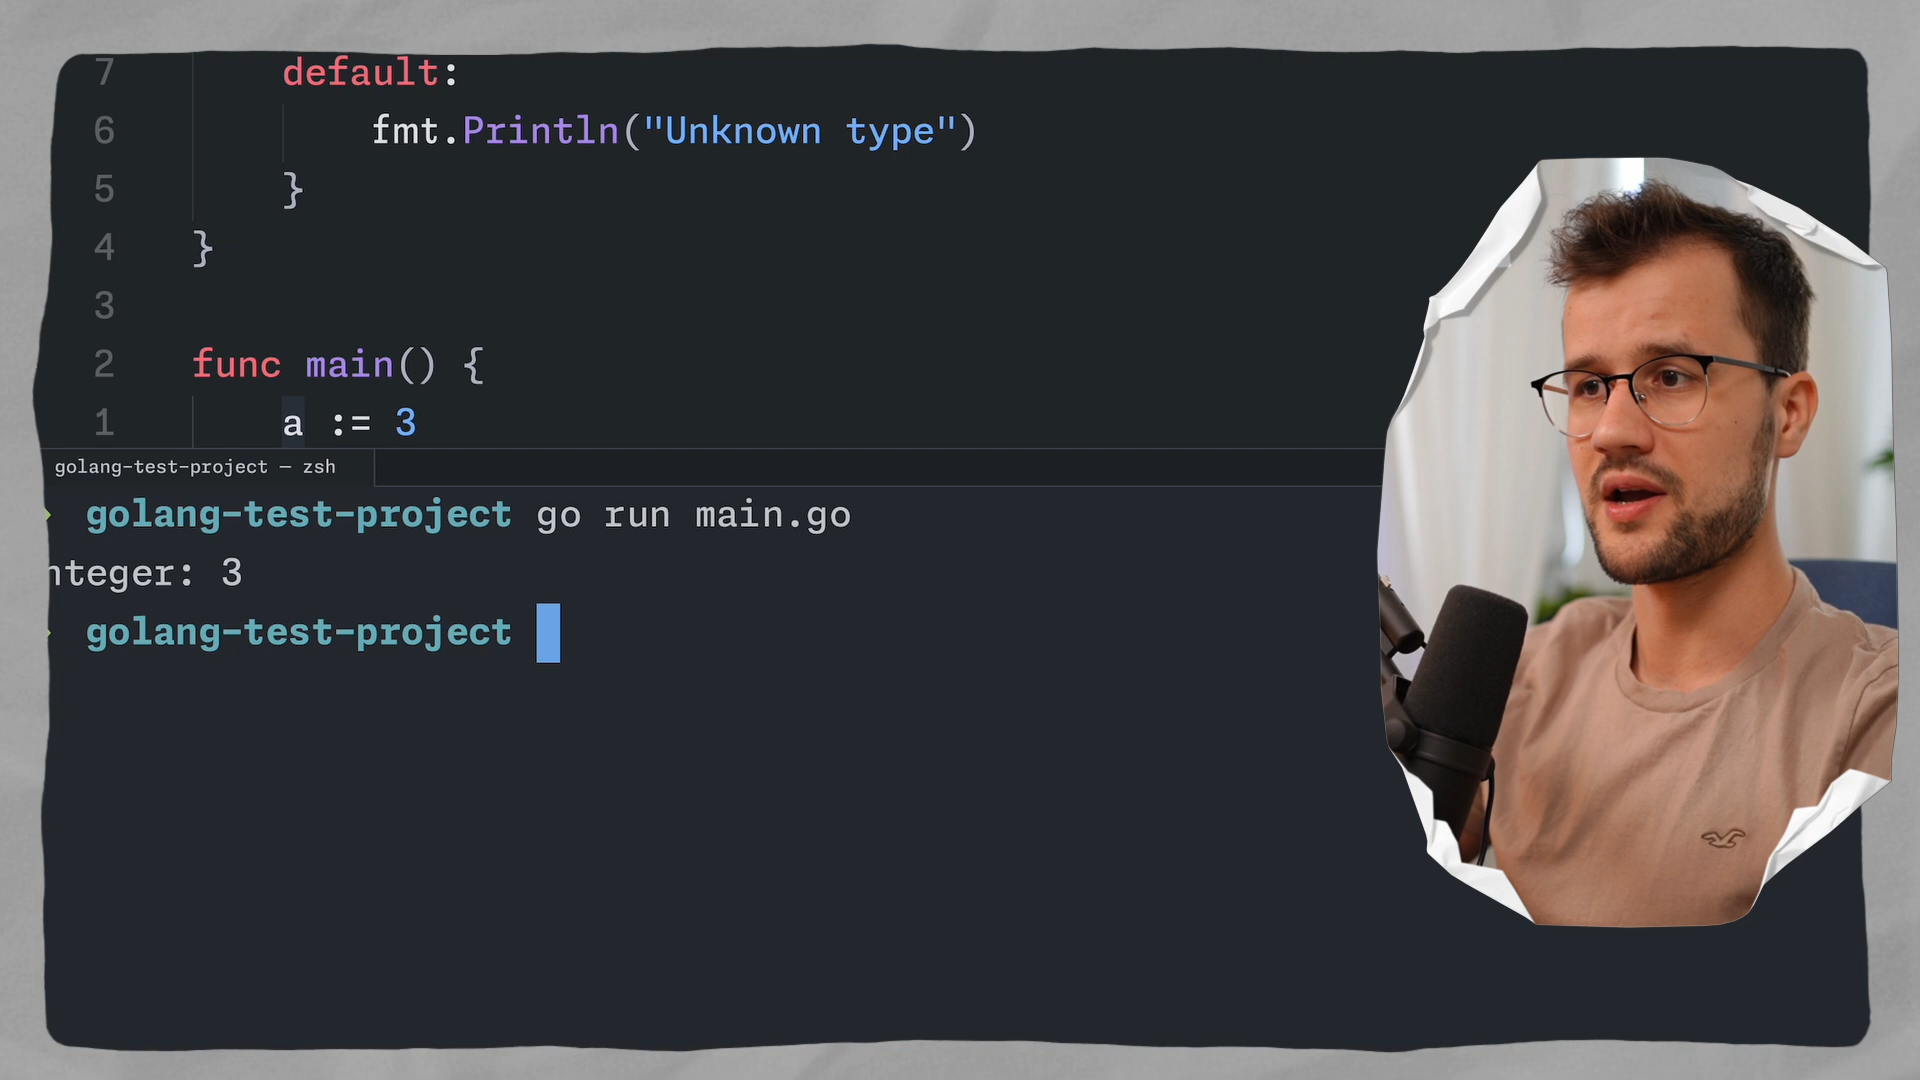 7 default:
6 fmt.Println("Unknown type")
5 }
4 }
3
2 func main() {
1 a := 3
golang-test-project — zsh
golang-test-project go run main.go
nteger: 3
golang-test-project